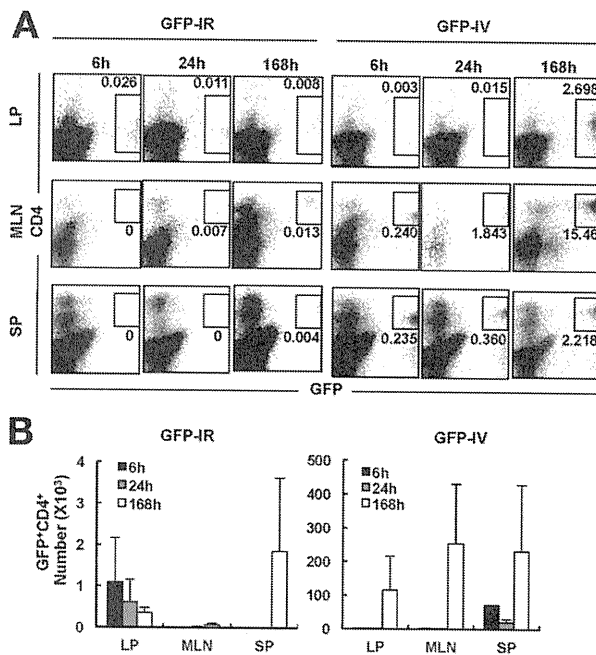 A
GFP-IR GFP-IV
6h 24h 168h 6h 24h 168h
LP
0.026 0.011 0.008 0.003 0.015 2.698
MLN
CD4
0 0.007 0.013 0.240 1.843 15.46
SP
0 0 0.004 0.235 0.360 2.218
GFP
B
GFP-IR GFP-IV
GFP⁺CD4⁺
Number (X10³)
4
3
2
1
0
6h
24h
168h
LP MLN SP
500
400
300
200
100
0
6h
24h
168h
LP MLN SP